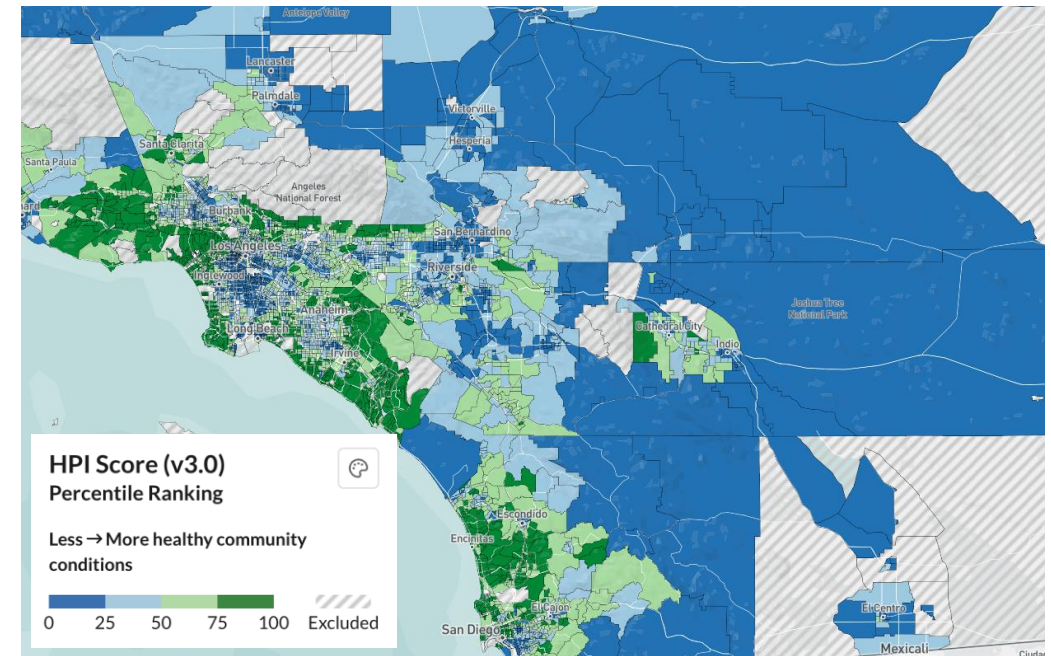 Antelope Valley
Lancaster
Palmdale
Victorville
Hesperia
Santa Clarita
Santa Paula
Angeles
National Forest
ard
Burbank
San Bernardino
Los Angeles
Riverside
Inglewood
Joshua Tree
National Park
Anaheim
Long Beach
Cathedral City
Irvine
Indio
HPI Score (v3.0)
Percentile Ranking
Less → More healthy community
conditions
0 25 50 75 100 Excluded
Escondido
Encinitas
El Cajon
El Centro
San Diego
Mexicali
Ciudad